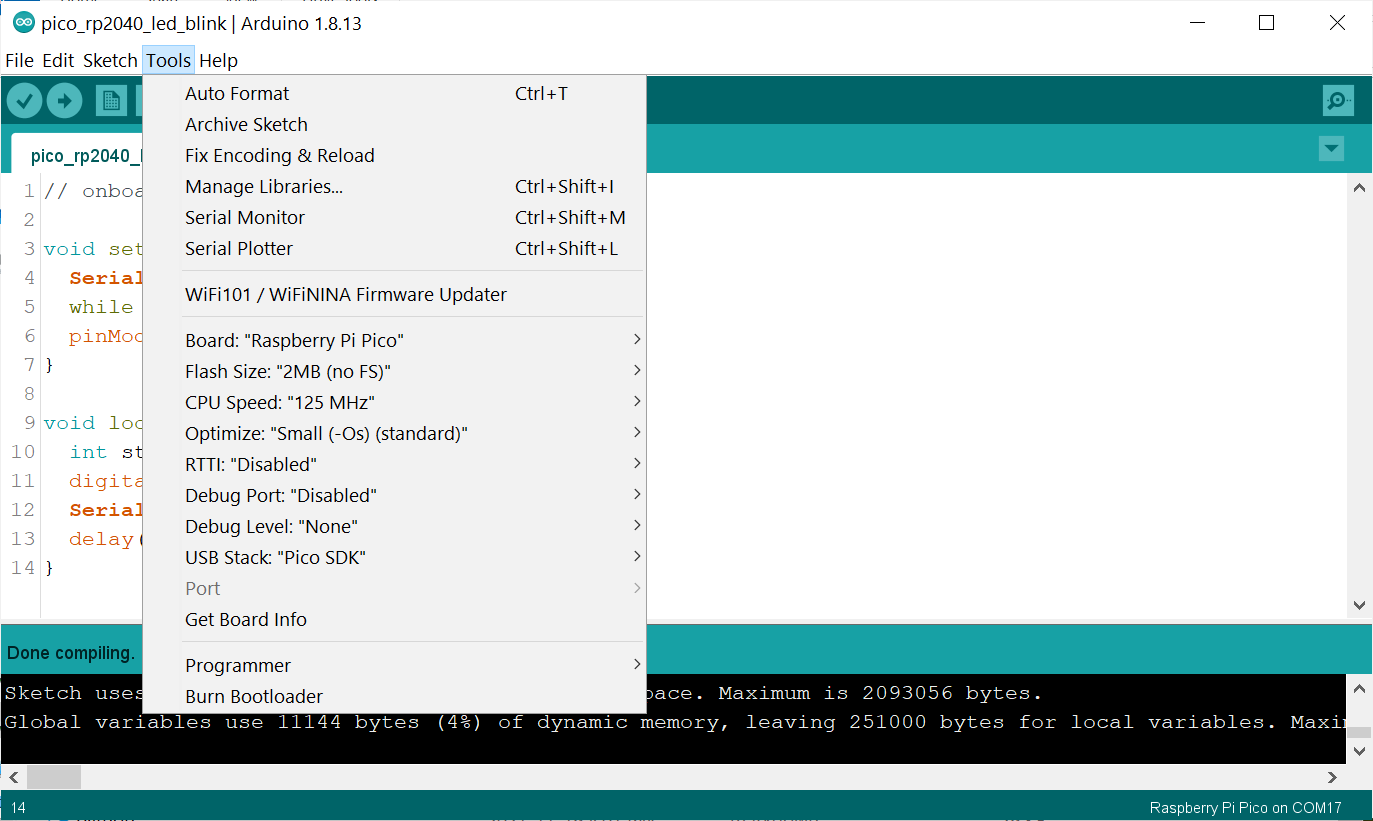 pico_rp2040_led_blink | Arduino 1.8.13
File Edit Sketch Tools Help
Auto Format Ctrl+T
Archive Sketch
Fix Encoding & Reload
Manage Libraries... Ctrl+Shift+I
Serial Monitor Ctrl+Shift+M
Serial Plotter Ctrl+Shift+L
WiFi101 / WiFiNINA Firmware Updater
Board: "Raspberry Pi Pico"
Flash Size: "2MB (no FS)"
CPU Speed: "125 MHz"
Optimize: "Small (-Os) (standard)"
RTTI: "Disabled"
Debug Port: "Disabled"
Debug Level: "None"
USB Stack: "Pico SDK"
Port
Get Board Info
Programmer
Burn Bootloader
pico_rp2040_
1 // onboa
2
3 void set
4 Serial
5 while
6 pinMod
7 }
8
9 void loo
10 int st
11 digita
12 Serial
13 delay(
14 }
Done compiling.
Sketch uses pace. Maximum is 2093056 bytes.
Global variables use 11144 bytes (4%) of dynamic memory, leaving 251000 bytes for local variables. Maxim
14 Raspberry Pi Pico on COM17